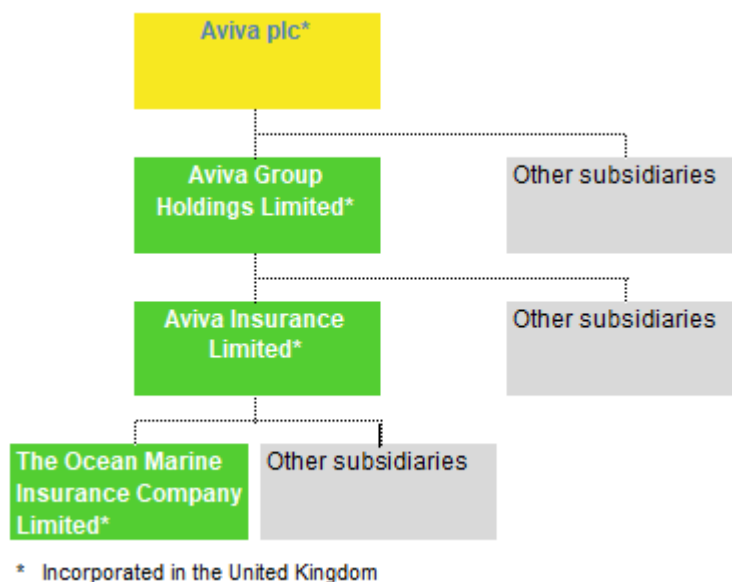 Aviva plc*
Aviva Group
Holdings Limited*
Other subsidiaries
Aviva Insurance
Limited*
Other subsidiaries
The Ocean Marine
Insurance Company
Limited*
Other subsidiaries
* Incorporated in the United Kingdom